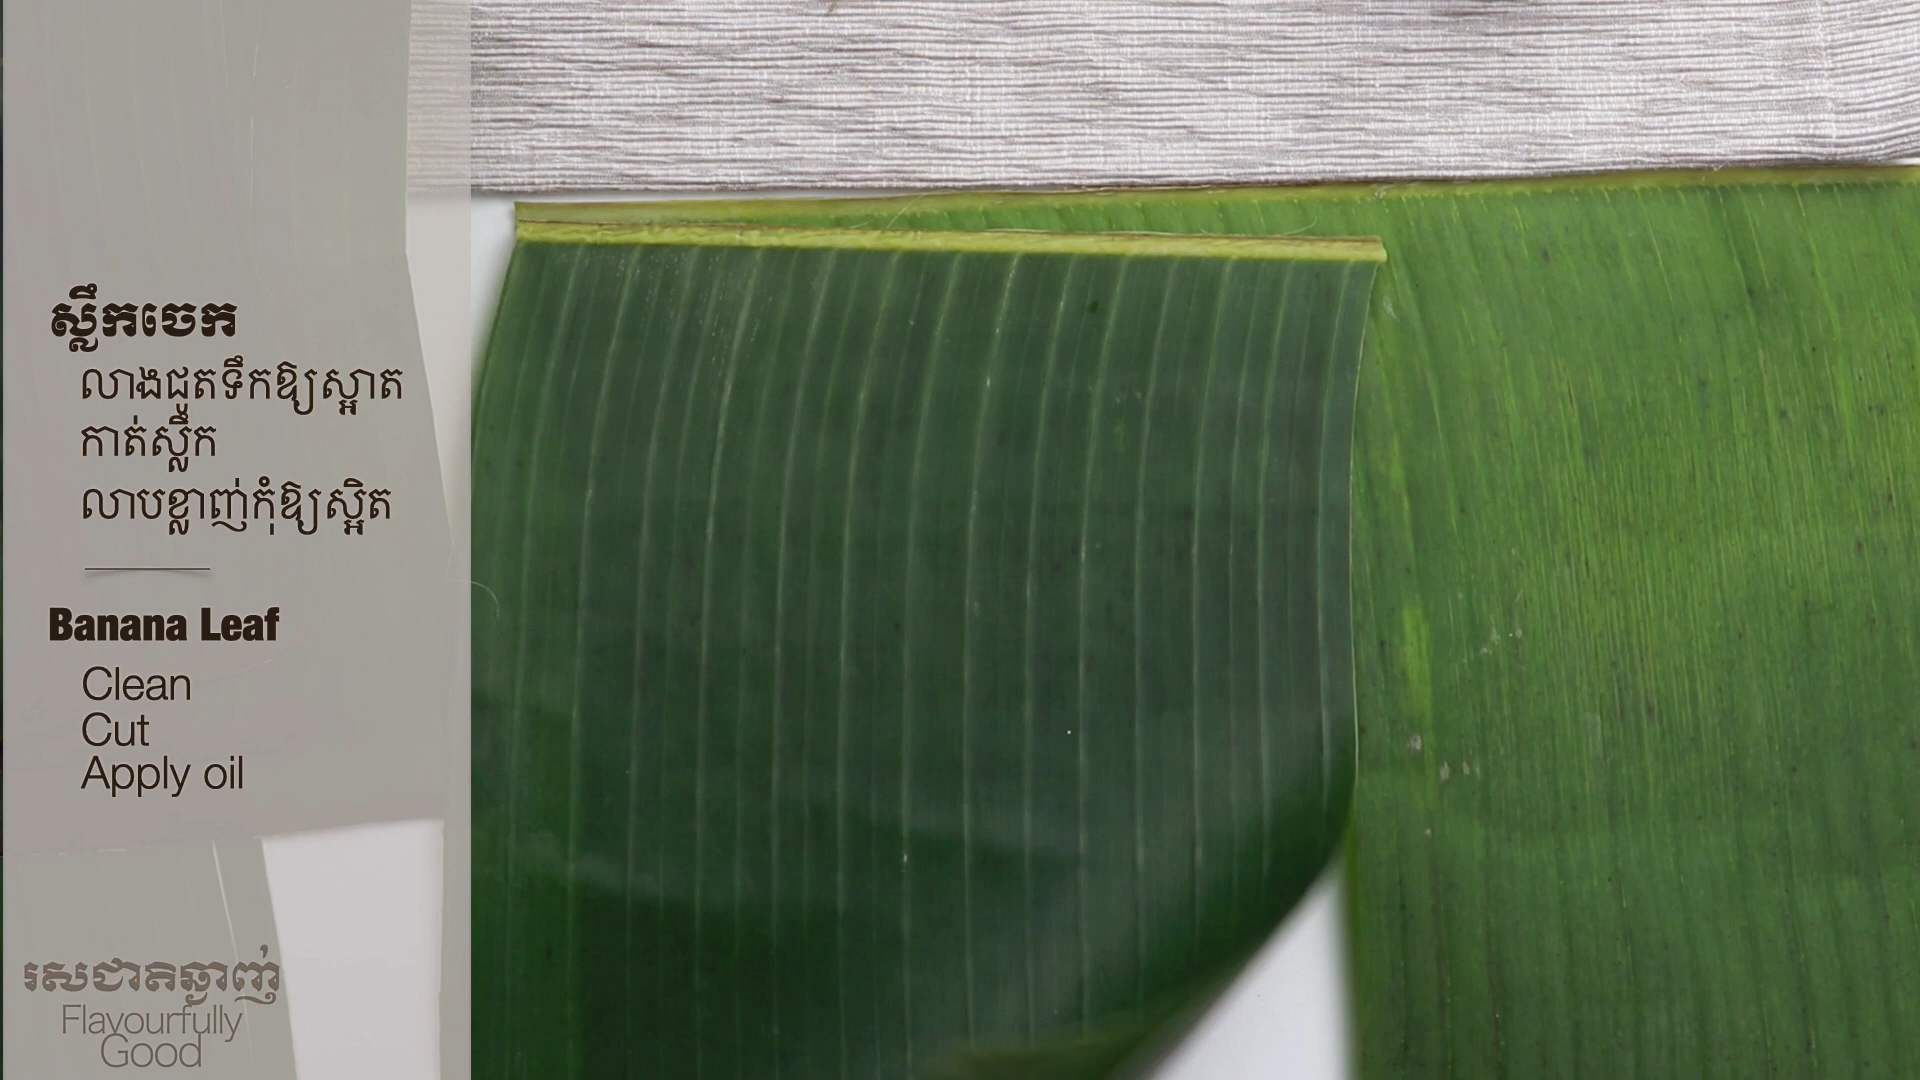 ស្លឹកចេក
លាងជូតទឹកឱ្យស្អាត
កាត់ស្លឹក
លាបខ្លាញ់កុំឱ្យស្អិត
Banana Leaf
Clean
Cut
Apply oil
រសជាតិឆ្ងាញ់
Flavourfully
Good